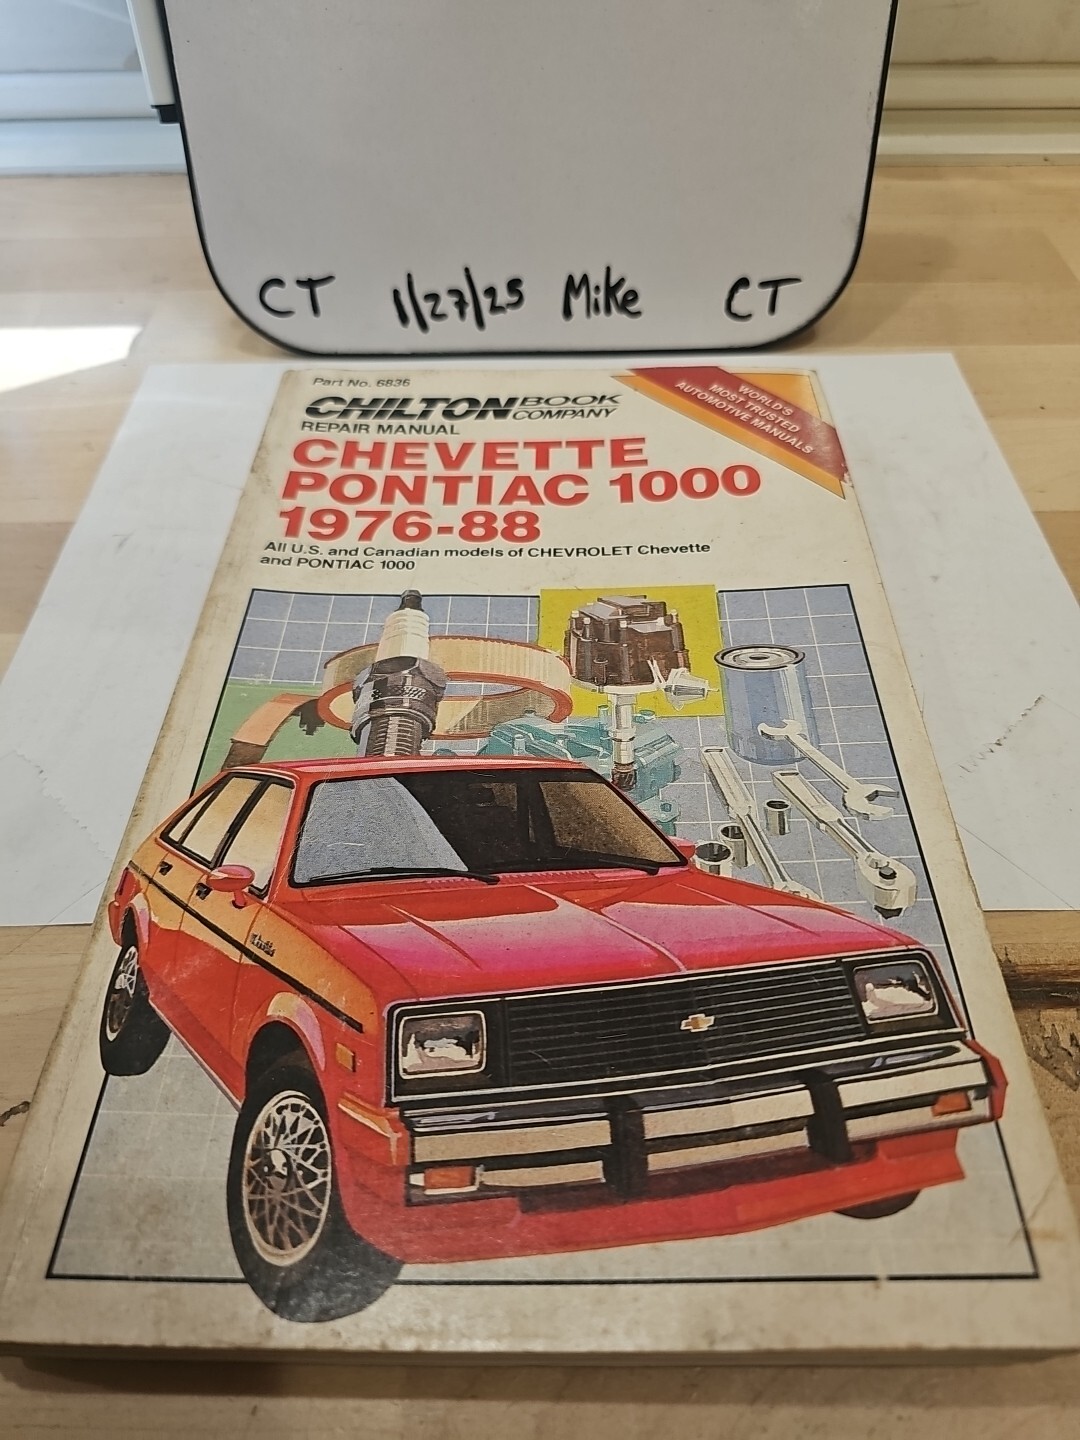 CT 1/27/25 Mike CT
Part No. 6836
CHILTON BOOK COMPANY
REPAIR MANUAL
WORLD'S
MOST TRUSTED
AUTOMOTIVE MANUALS
CHEVETTE
PONTIAC 1000
1976-88
All U.S. and Canadian models of CHEVROLET Chevette
and PONTIAC 1000